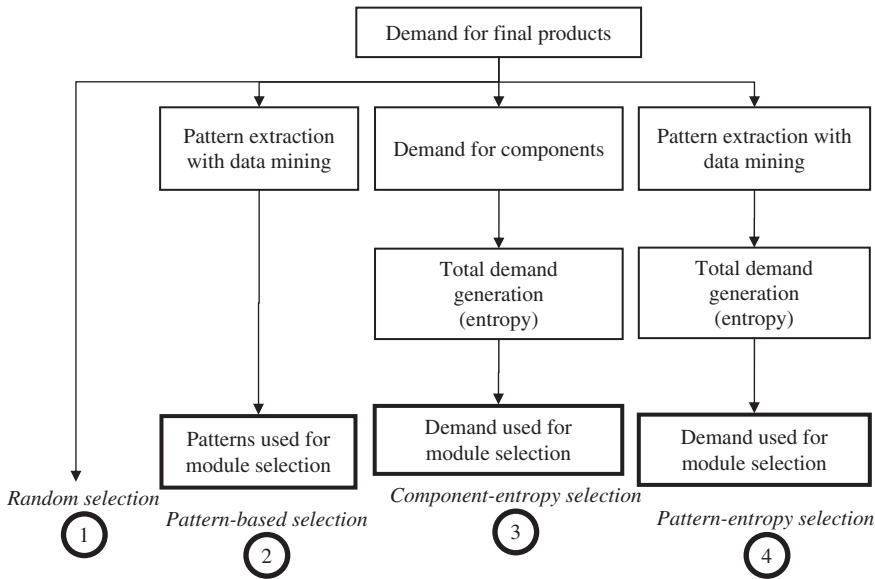 Demand for final products
Pattern extraction
with data mining
Demand for components
Pattern extraction with
data mining
Total demand
generation
(entropy)
Total demand
generation
(entropy)
Patterns used for
module selection
Demand used for
module selection
Demand used for
module selection
Random selection
1
Pattern-based selection
2
Component-entropy selection
3
Pattern-entropy selection
4